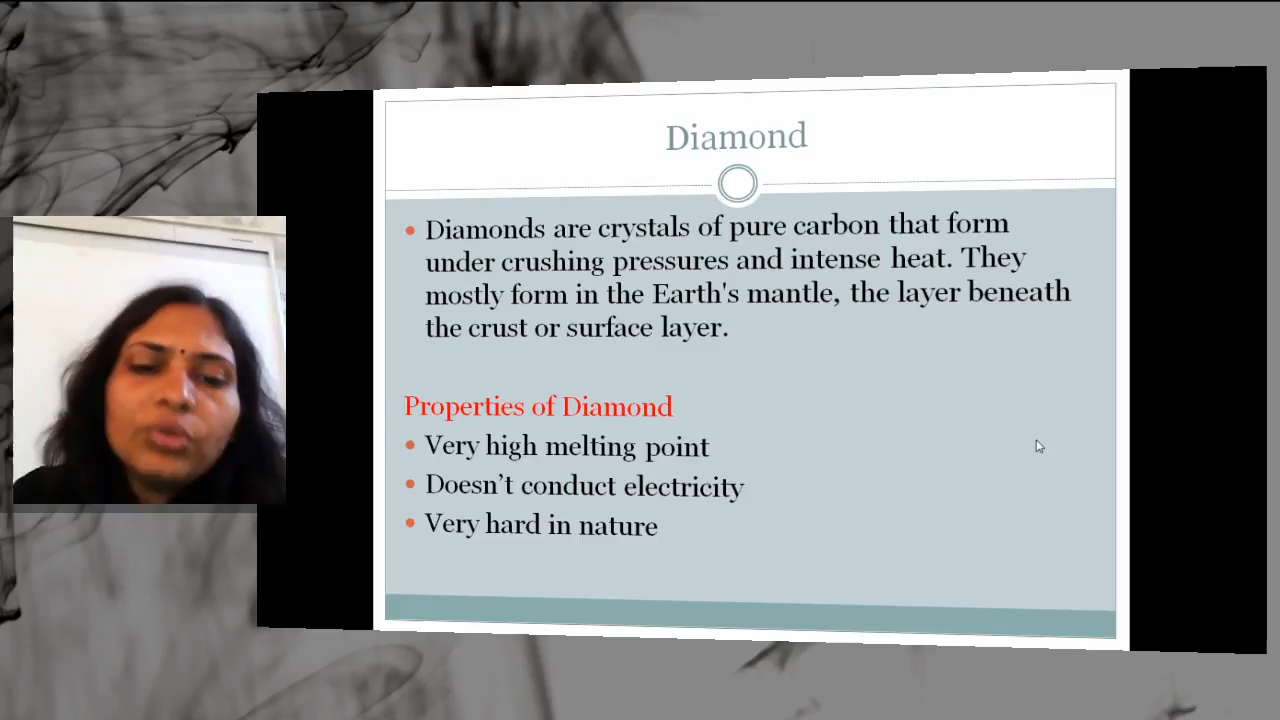 Diamond
• Diamonds are crystals of pure carbon that form
under crushing pressures and intense heat. They
mostly form in the Earth's mantle, the layer beneath
the crust or surface layer.
Properties of Diamond
• Very high melting point
• Doesn’t conduct electricity
• Very hard in nature